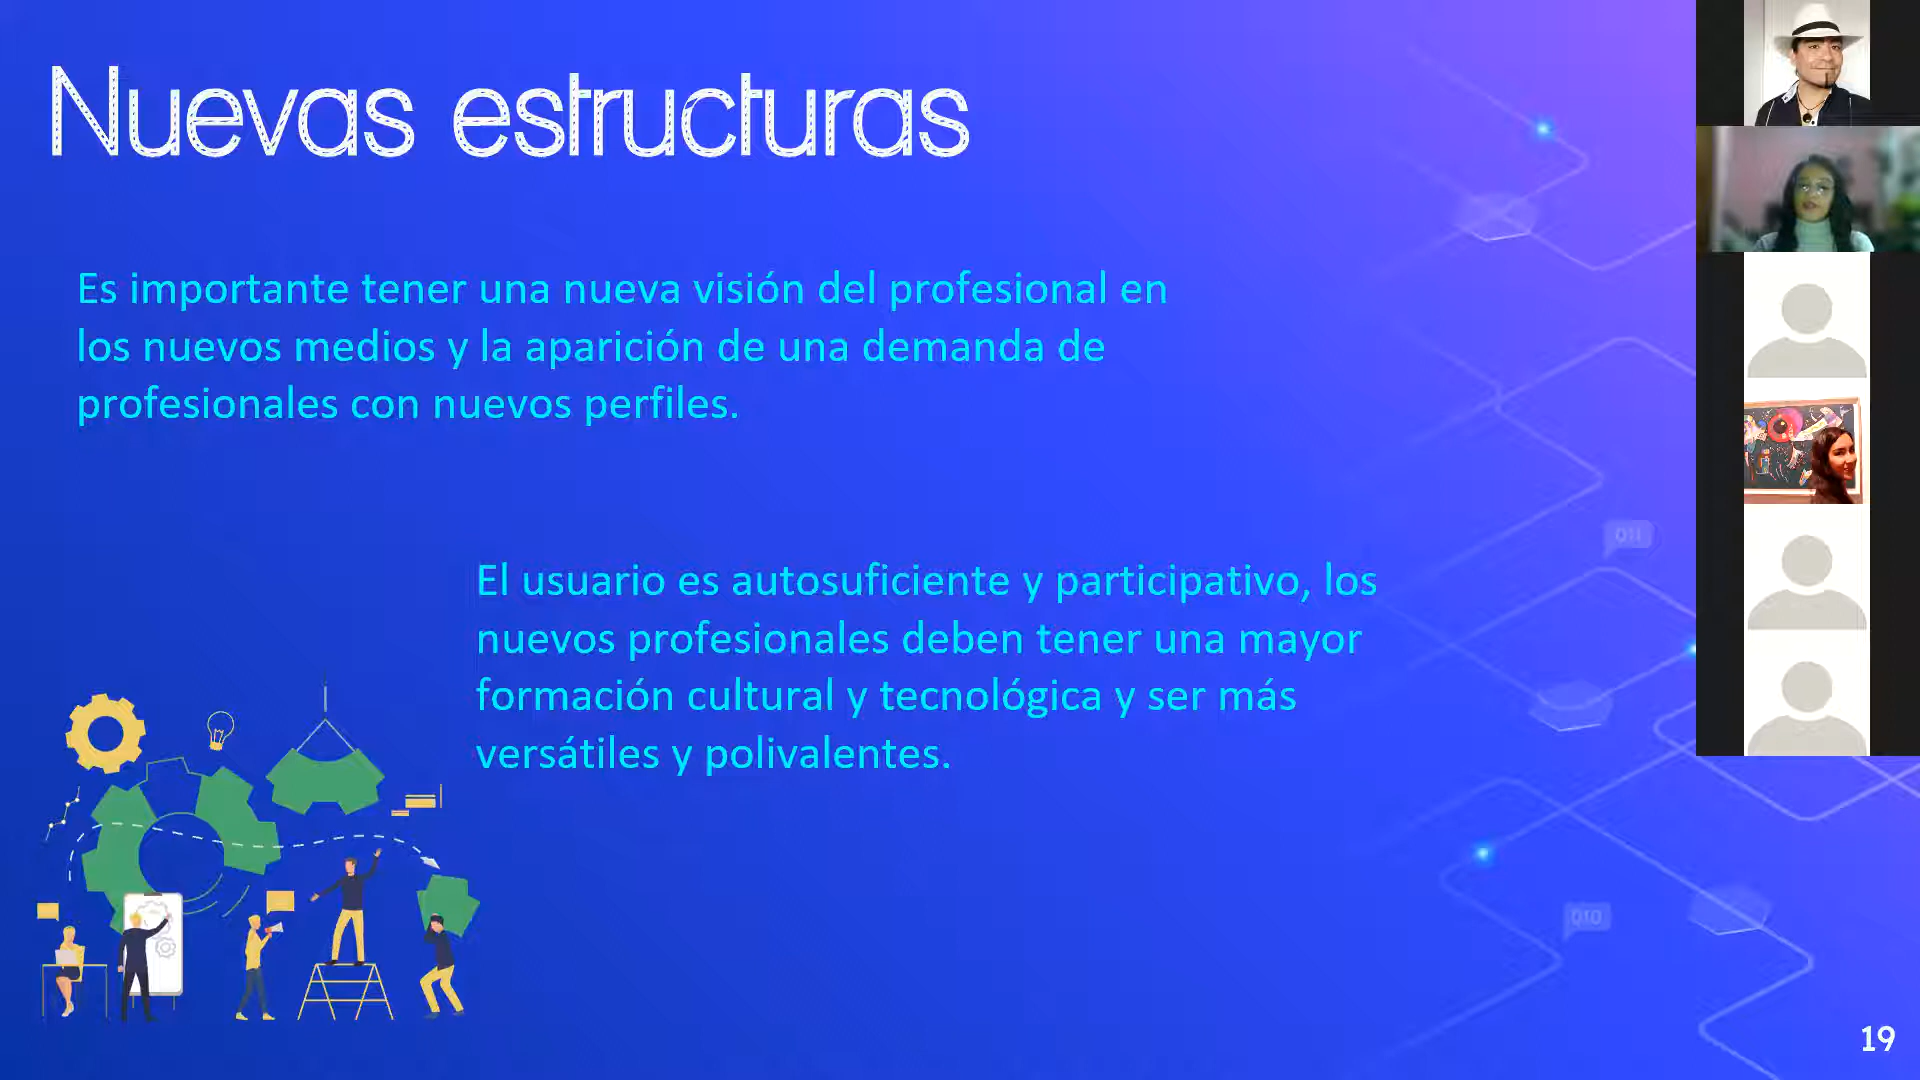 Nuevas estructuras
Es importante tener una nueva visión del profesional en
los nuevos medios y la aparición de una demanda de
profesionales con nuevos perfiles.
El usuario es autosuficiente y participativo, los
nuevos profesionales deben tener una mayor
formación cultural y tecnológica y ser más
versátiles y polivalentes.
011
010
19